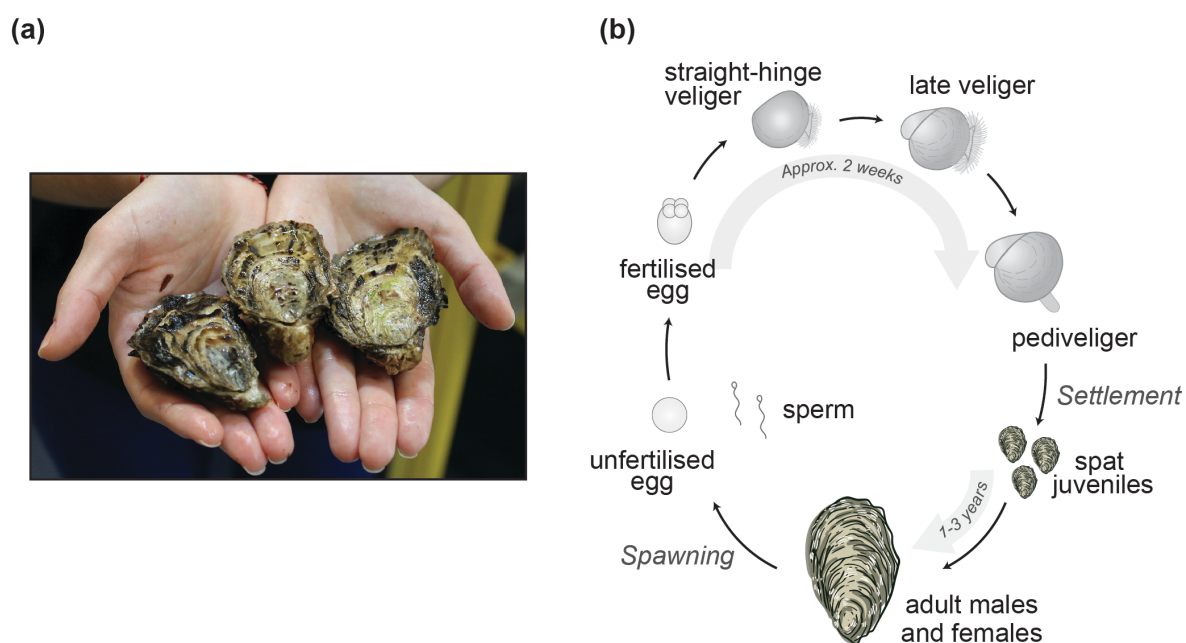 (a)
(b)
straight-hinge
veliger
late veliger
Approx. 2 weeks
fertilised
egg
pediveliger
Settlement
sperm
unfertilised
egg
spat
juveniles
1-3 years
Spawning
adult males
and females